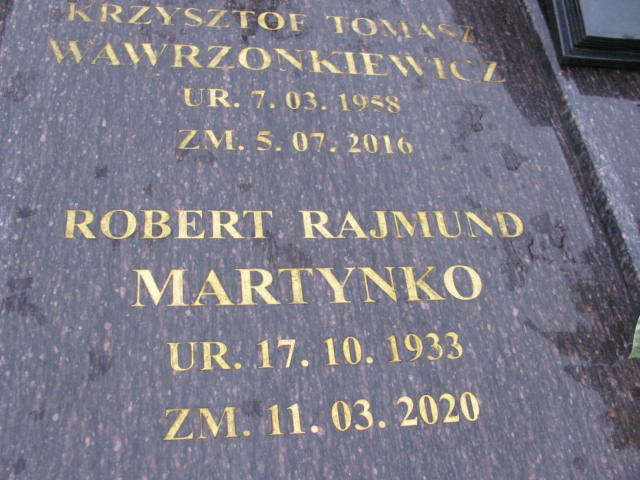 KRZYSZTOF TOMASZ
WAWRZONKIEWICZ
UR. 7. 03. 1958
ZM. 5. 07. 2016
ROBERT RAJMUND
MARTYNKO
UR. 17. 10. 1933
ZM. 11. 03. 2020